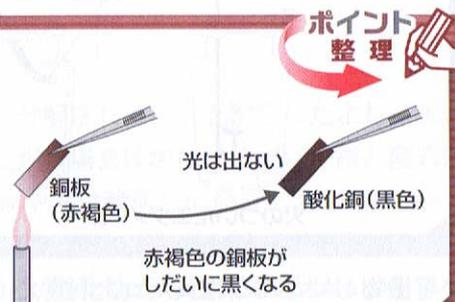 ポイント
整理
光は出ない
銅板
（赤褐色）
酸化銅（黒色）
赤褐色の銅板が
しだいに黒くなる